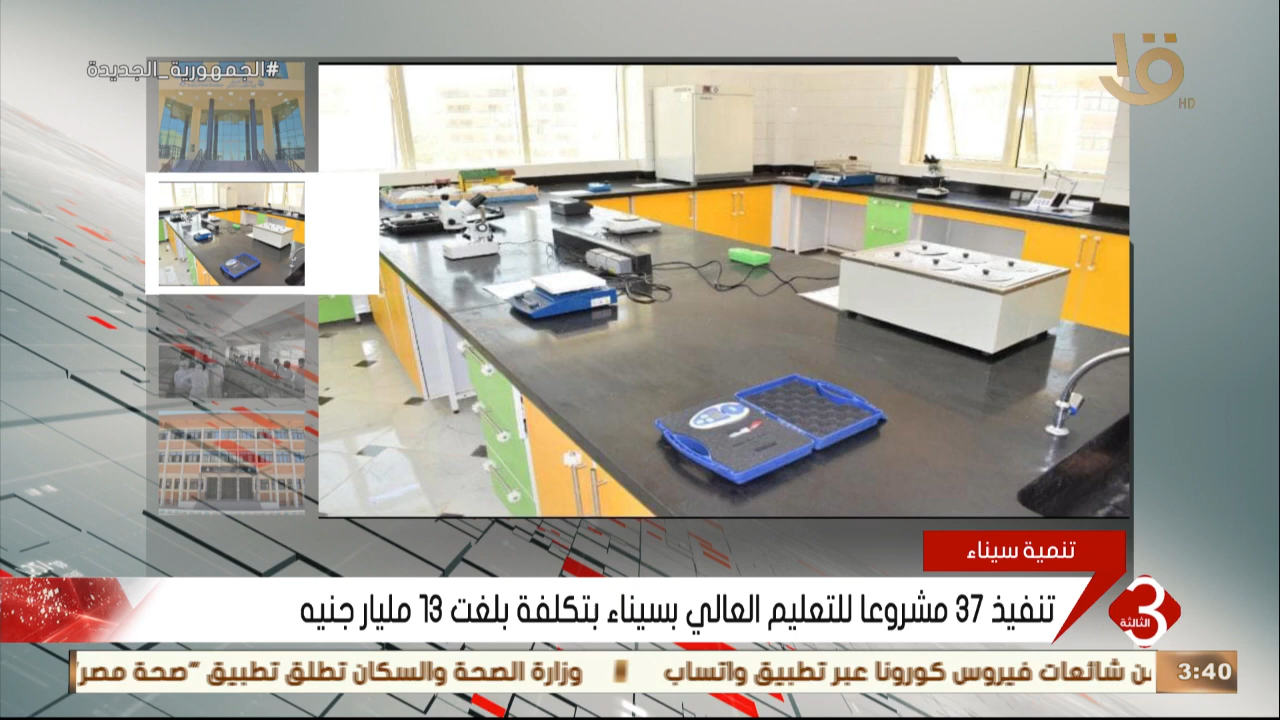 #الجمهورية_الجديدة
HD
تنمية سيناء
تنفيذ 37 مشروعا للتعليم العالي بسيناء بتكلفة بلغت 13 مليار جنيه
3
الثالثة
ن شائعات فيروس كورونا عبر تطبيق واتساب وزارة الصحة والسكان تطلق تطبيق "صحة مصر
3:40